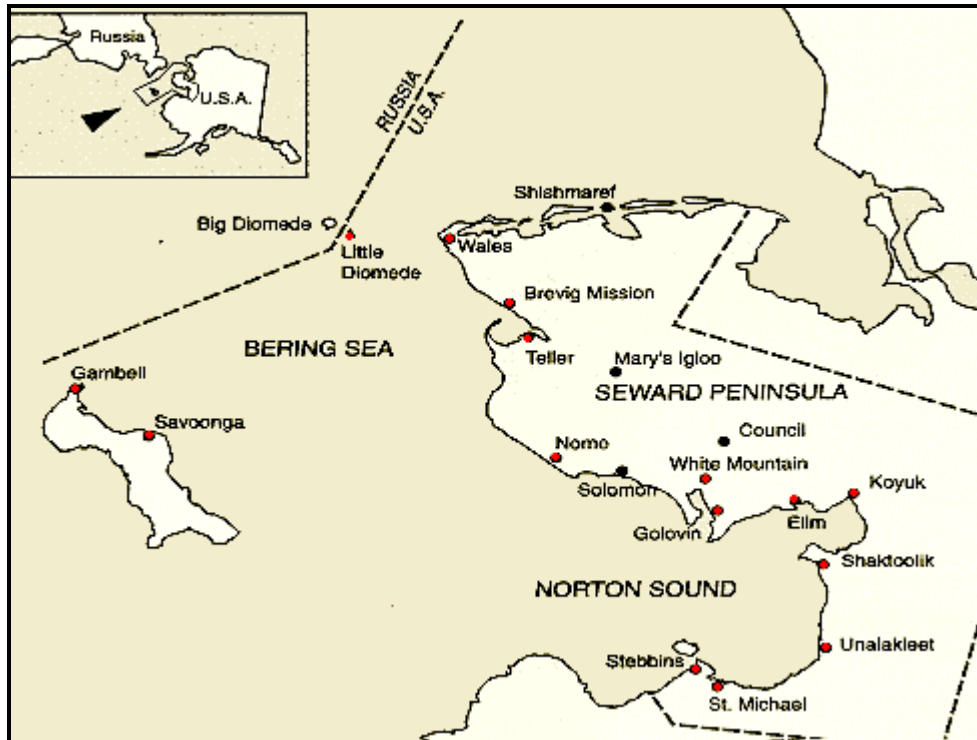 Russia
U.S.A.
RUSSIA
U.S.A.
Shishmaref
Big Diomede
Little
Diomede
Wales
Brevig Mission
BERING SEA
Teller
Mary's Igloo
Gambell
SEWARD PENINSULA
Savoonga
Nome
Council
White Mountain
Solomon
Koyuk
Golovin
Elim
Shaktoolik
NORTON SOUND
Unalakleet
Stebbins
St. Michael